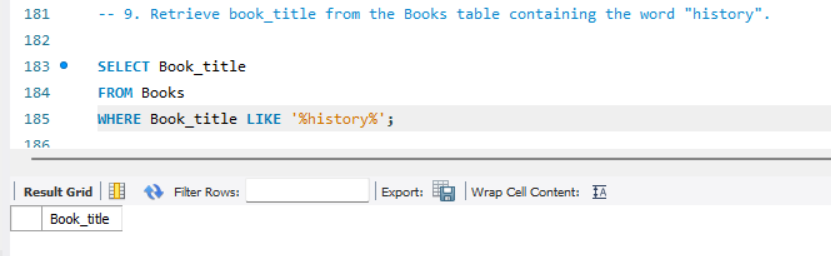 181 -- 9. Retrieve book_title from the Books table containing the word "history".
182
183 SELECT Book_title
184 FROM Books
185 WHERE Book_title LIKE '%history%';
186
Result Grid Filter Rows: Export: Wrap Cell Content:
Book_title